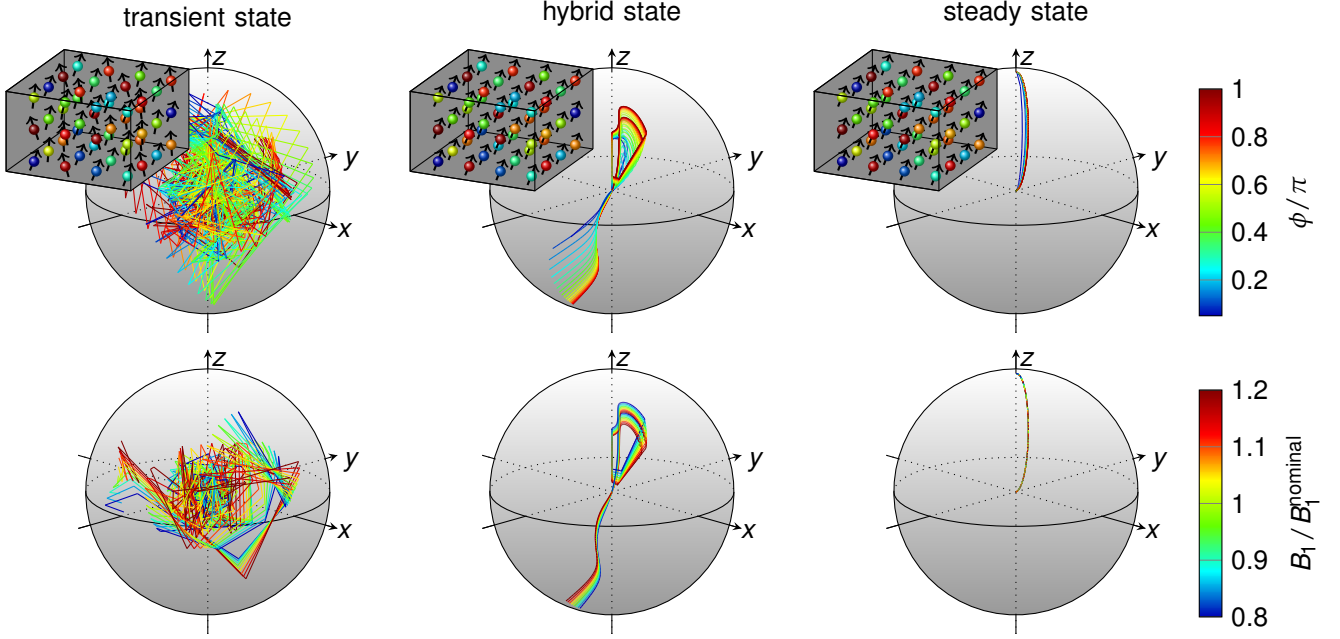 transient state
hybrid state
steady state
z
z
z
y
y
y
x
x
x
1
0.8
0.6
0.4
0.2
ϕ / π
z
z
z
y
y
y
x
x
x
1.2
1.1
1
0.9
0.8
B₁ / B₁ⁿᵒᵐⁱⁿᵃˡ